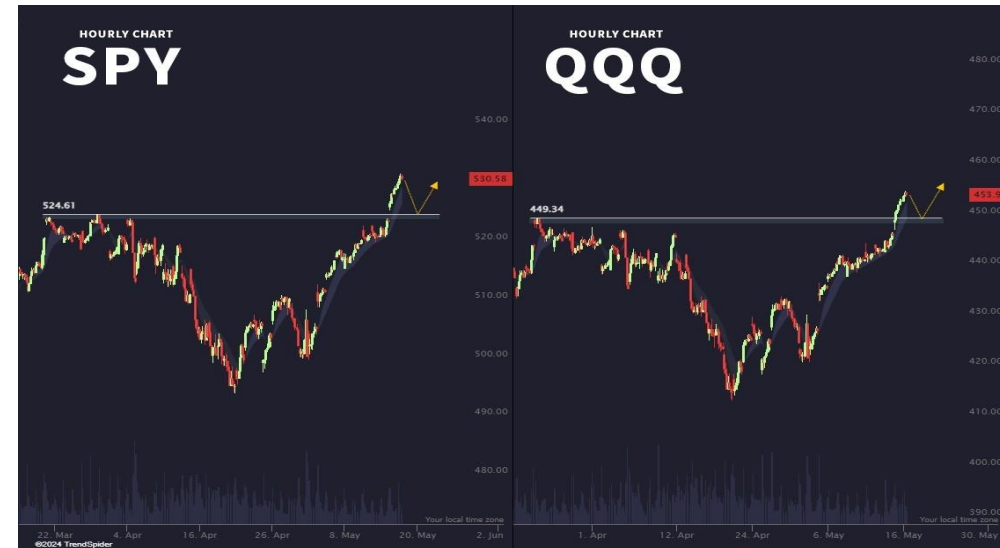 HOURLY CHART
SPY
540.00
530.58
524.61
520.00
510.00
500.00
490.00
480.00
Your local time zone
22. Mar 4. Apr 16. Apr 26. Apr 8. May 20. May 2. Jun
©2024 TrendSpider
HOURLY CHART
QQQ
480.00
470.00
460.00
453.9
450.00
449.34
440.00
430.00
420.00
410.00
400.00
390.00
Your local time zone
1. Apr 12. Apr 24. Apr 6. May 16. May 30. May